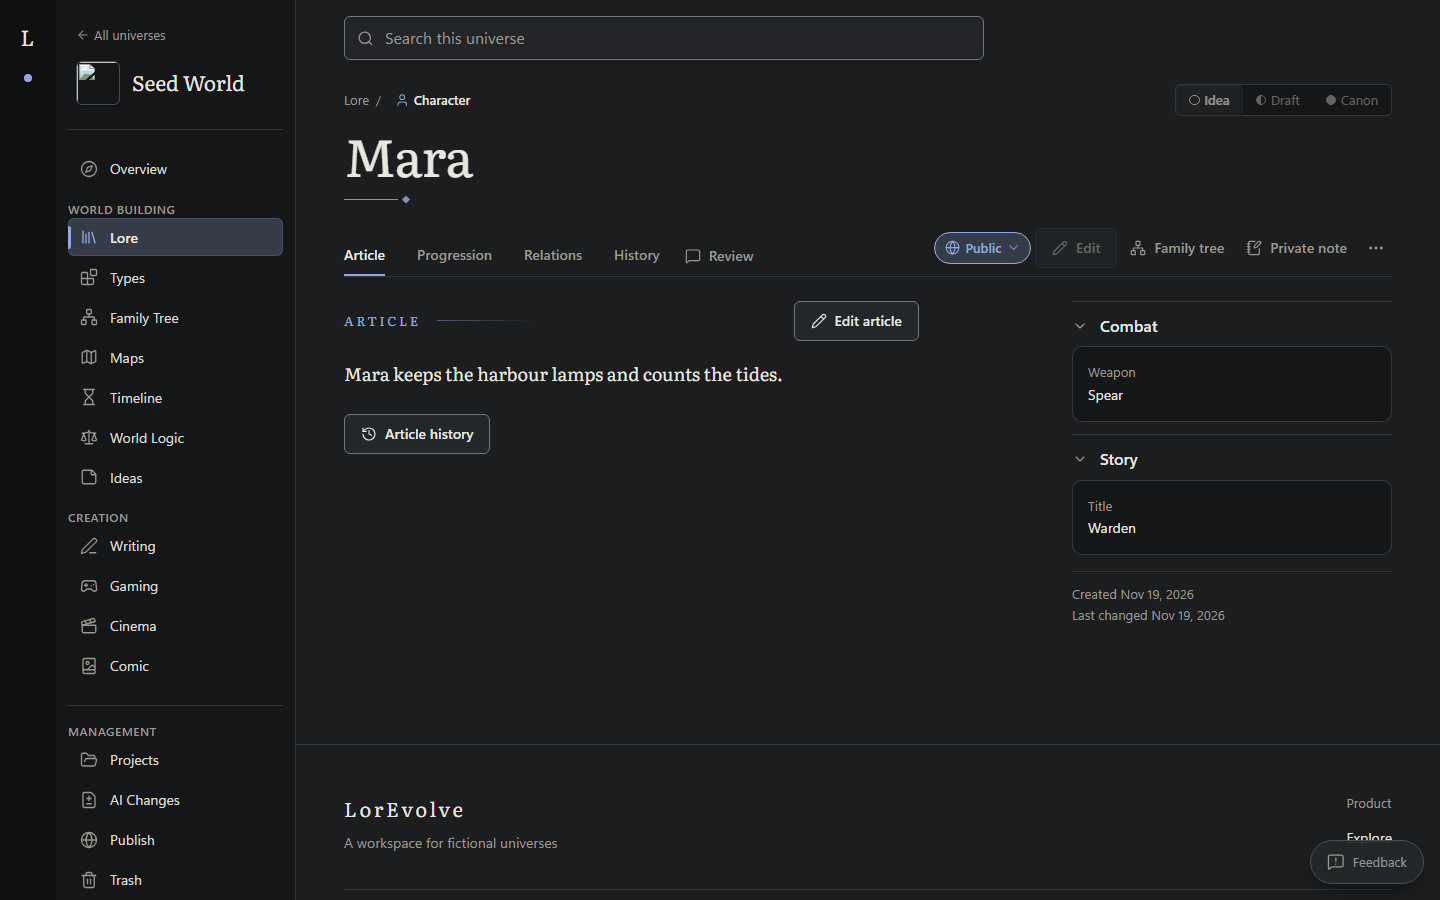 L
All universes
Seed World
Overview
WORLD BUILDING
Lore
Types
Family Tree
Maps
Timeline
World Logic
Ideas
CREATION
Writing
Gaming
Cinema
Comic
MANAGEMENT
Projects
AI Changes
Publish
Trash
Search this universe
Lore / Character
Idea Draft Canon
Mara
Article Progression Relations History Review
Public Edit Family tree Private note
ARTICLE
Edit article
Mara keeps the harbour lamps and counts the tides.
Article history
Combat
Weapon
Spear
Story
Title
Warden
Created Nov 19, 2026
Last changed Nov 19, 2026
LorEvolve
A workspace for fictional universes
Product
Explore
Feedback